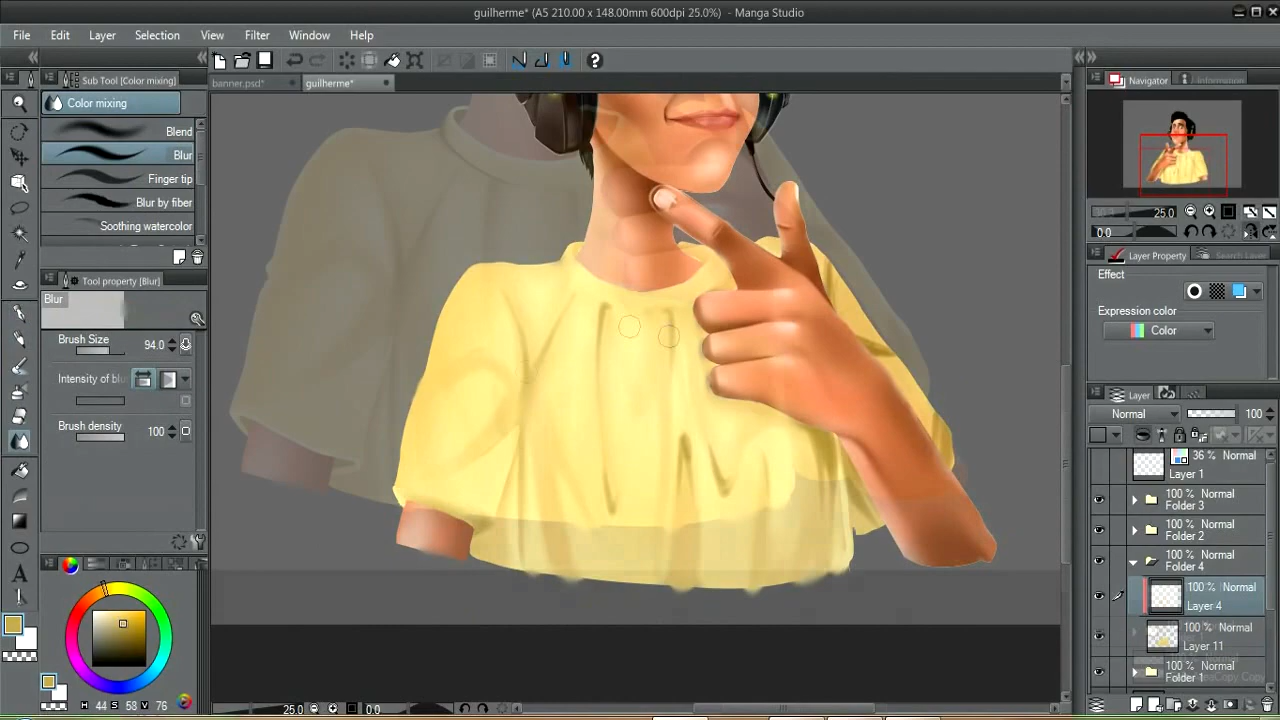 guilherme* (A5 210.00 x 148.00mm 600dpi 25.0%) - Manga Studio
File Edit Layer Selection View Filter Window Help
Sub Tool [Color mixing]
Color mixing
Blend
Blur
Finger tip
Blur by fiber
Soothing watercolor
Tool property [Blur]
Blur
Brush Size 94.0
Intensity of blu
Brush density 100
H 44 S 58 V 76
banner.psd* guilherme*
25.0 0.0
Navigator Information
25.0
0.0
Layer Property Search Layer
Effect
Expression color
Color
Layer
Normal 100
36 % Normal
Layer 1
100 % Normal
Folder 3
100 % Normal
Folder 2
100 % Normal
Folder 4
100 % Normal
Layer 4
100 % Normal
Layer 11
100 % Normal